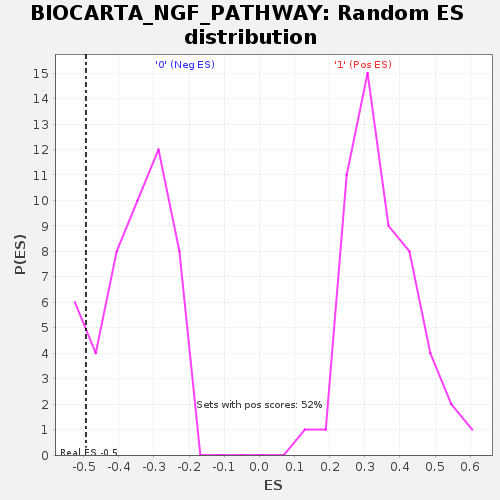 BIOCARTA_NGF_PATHWAY: Random ES
distribution
'0' (Neg ES)
'1' (Pos ES)
15
14
13
12
11
10
9
8
7
6
5
4
3
2
1
0
P(ES)
Sets with pos scores: 52%
Real ES -0.5
-0.5 -0.4 -0.3 -0.2 -0.1 0.0 0.1 0.2 0.3 0.4 0.5 0.6
ES